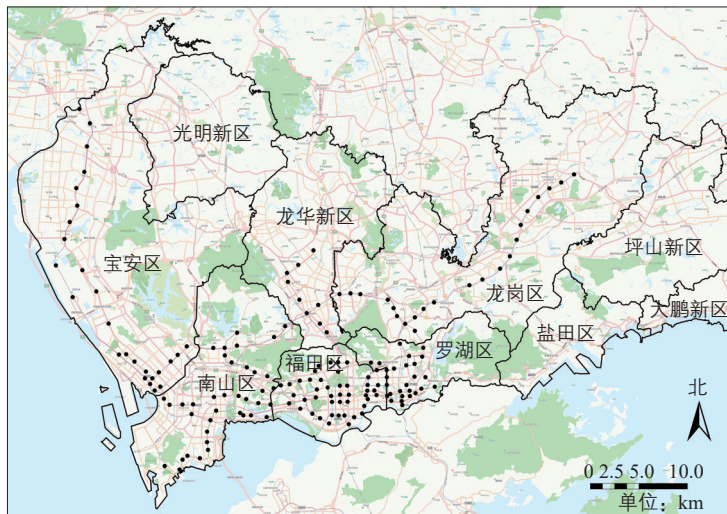 光明新区
龙华新区
坪山新区
宝安区
龙岗区
大鹏新区
盐田区
罗湖区
福田区
南山区
北
0 2.5 5.0 10.0
单位：km